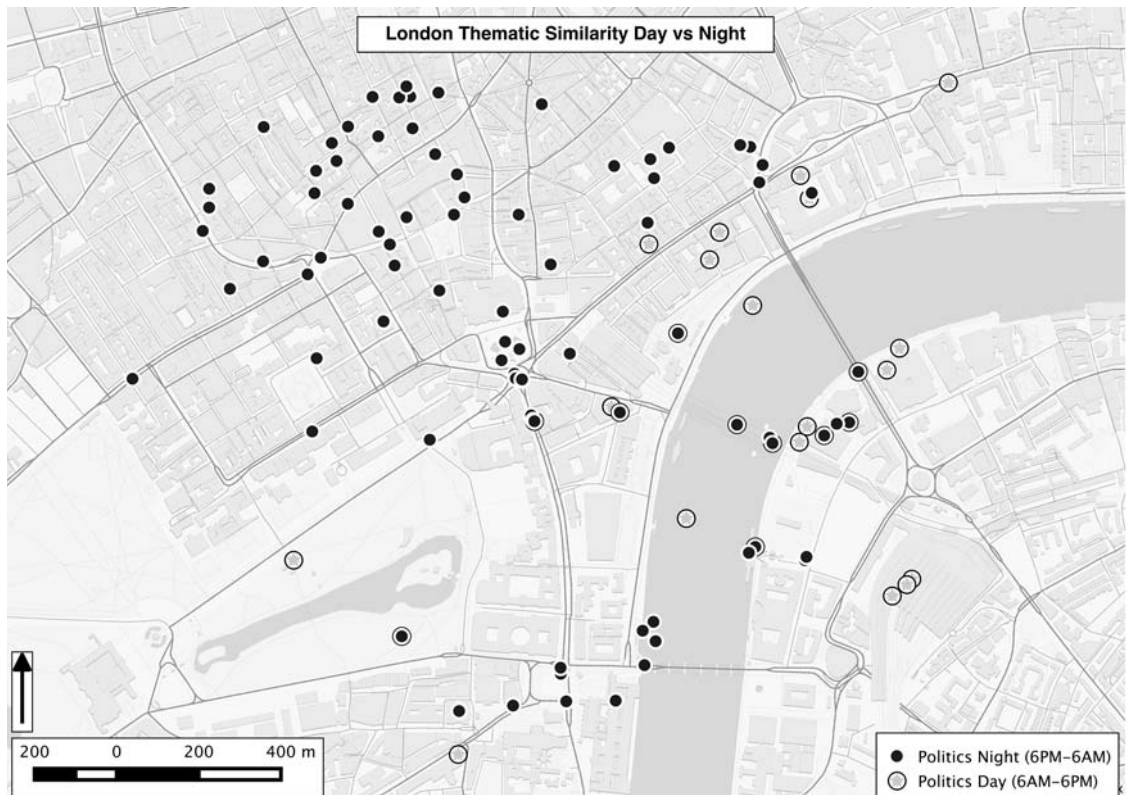 London Thematic Similarity Day vs Night
200 0 200 400 m
Politics Night (6PM–6AM)
Politics Day (6AM–6PM)